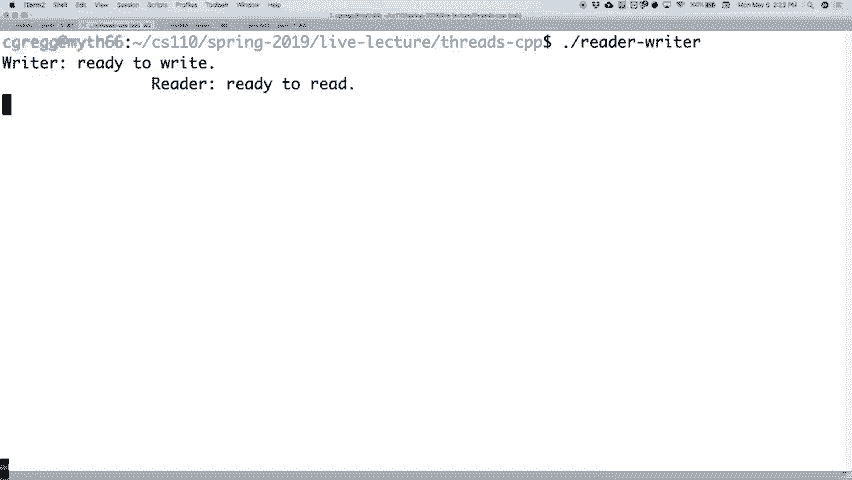 iTerm2 Shell Edit View Session Scripts Profiles Toolbelt Window Help Mon May 6 2:23 PM
cgregg@myth66:~/cs110/spring-2019/live-lecture/threads-cpp$ ./reader-writer
Writer: ready to write.
Reader: ready to read.